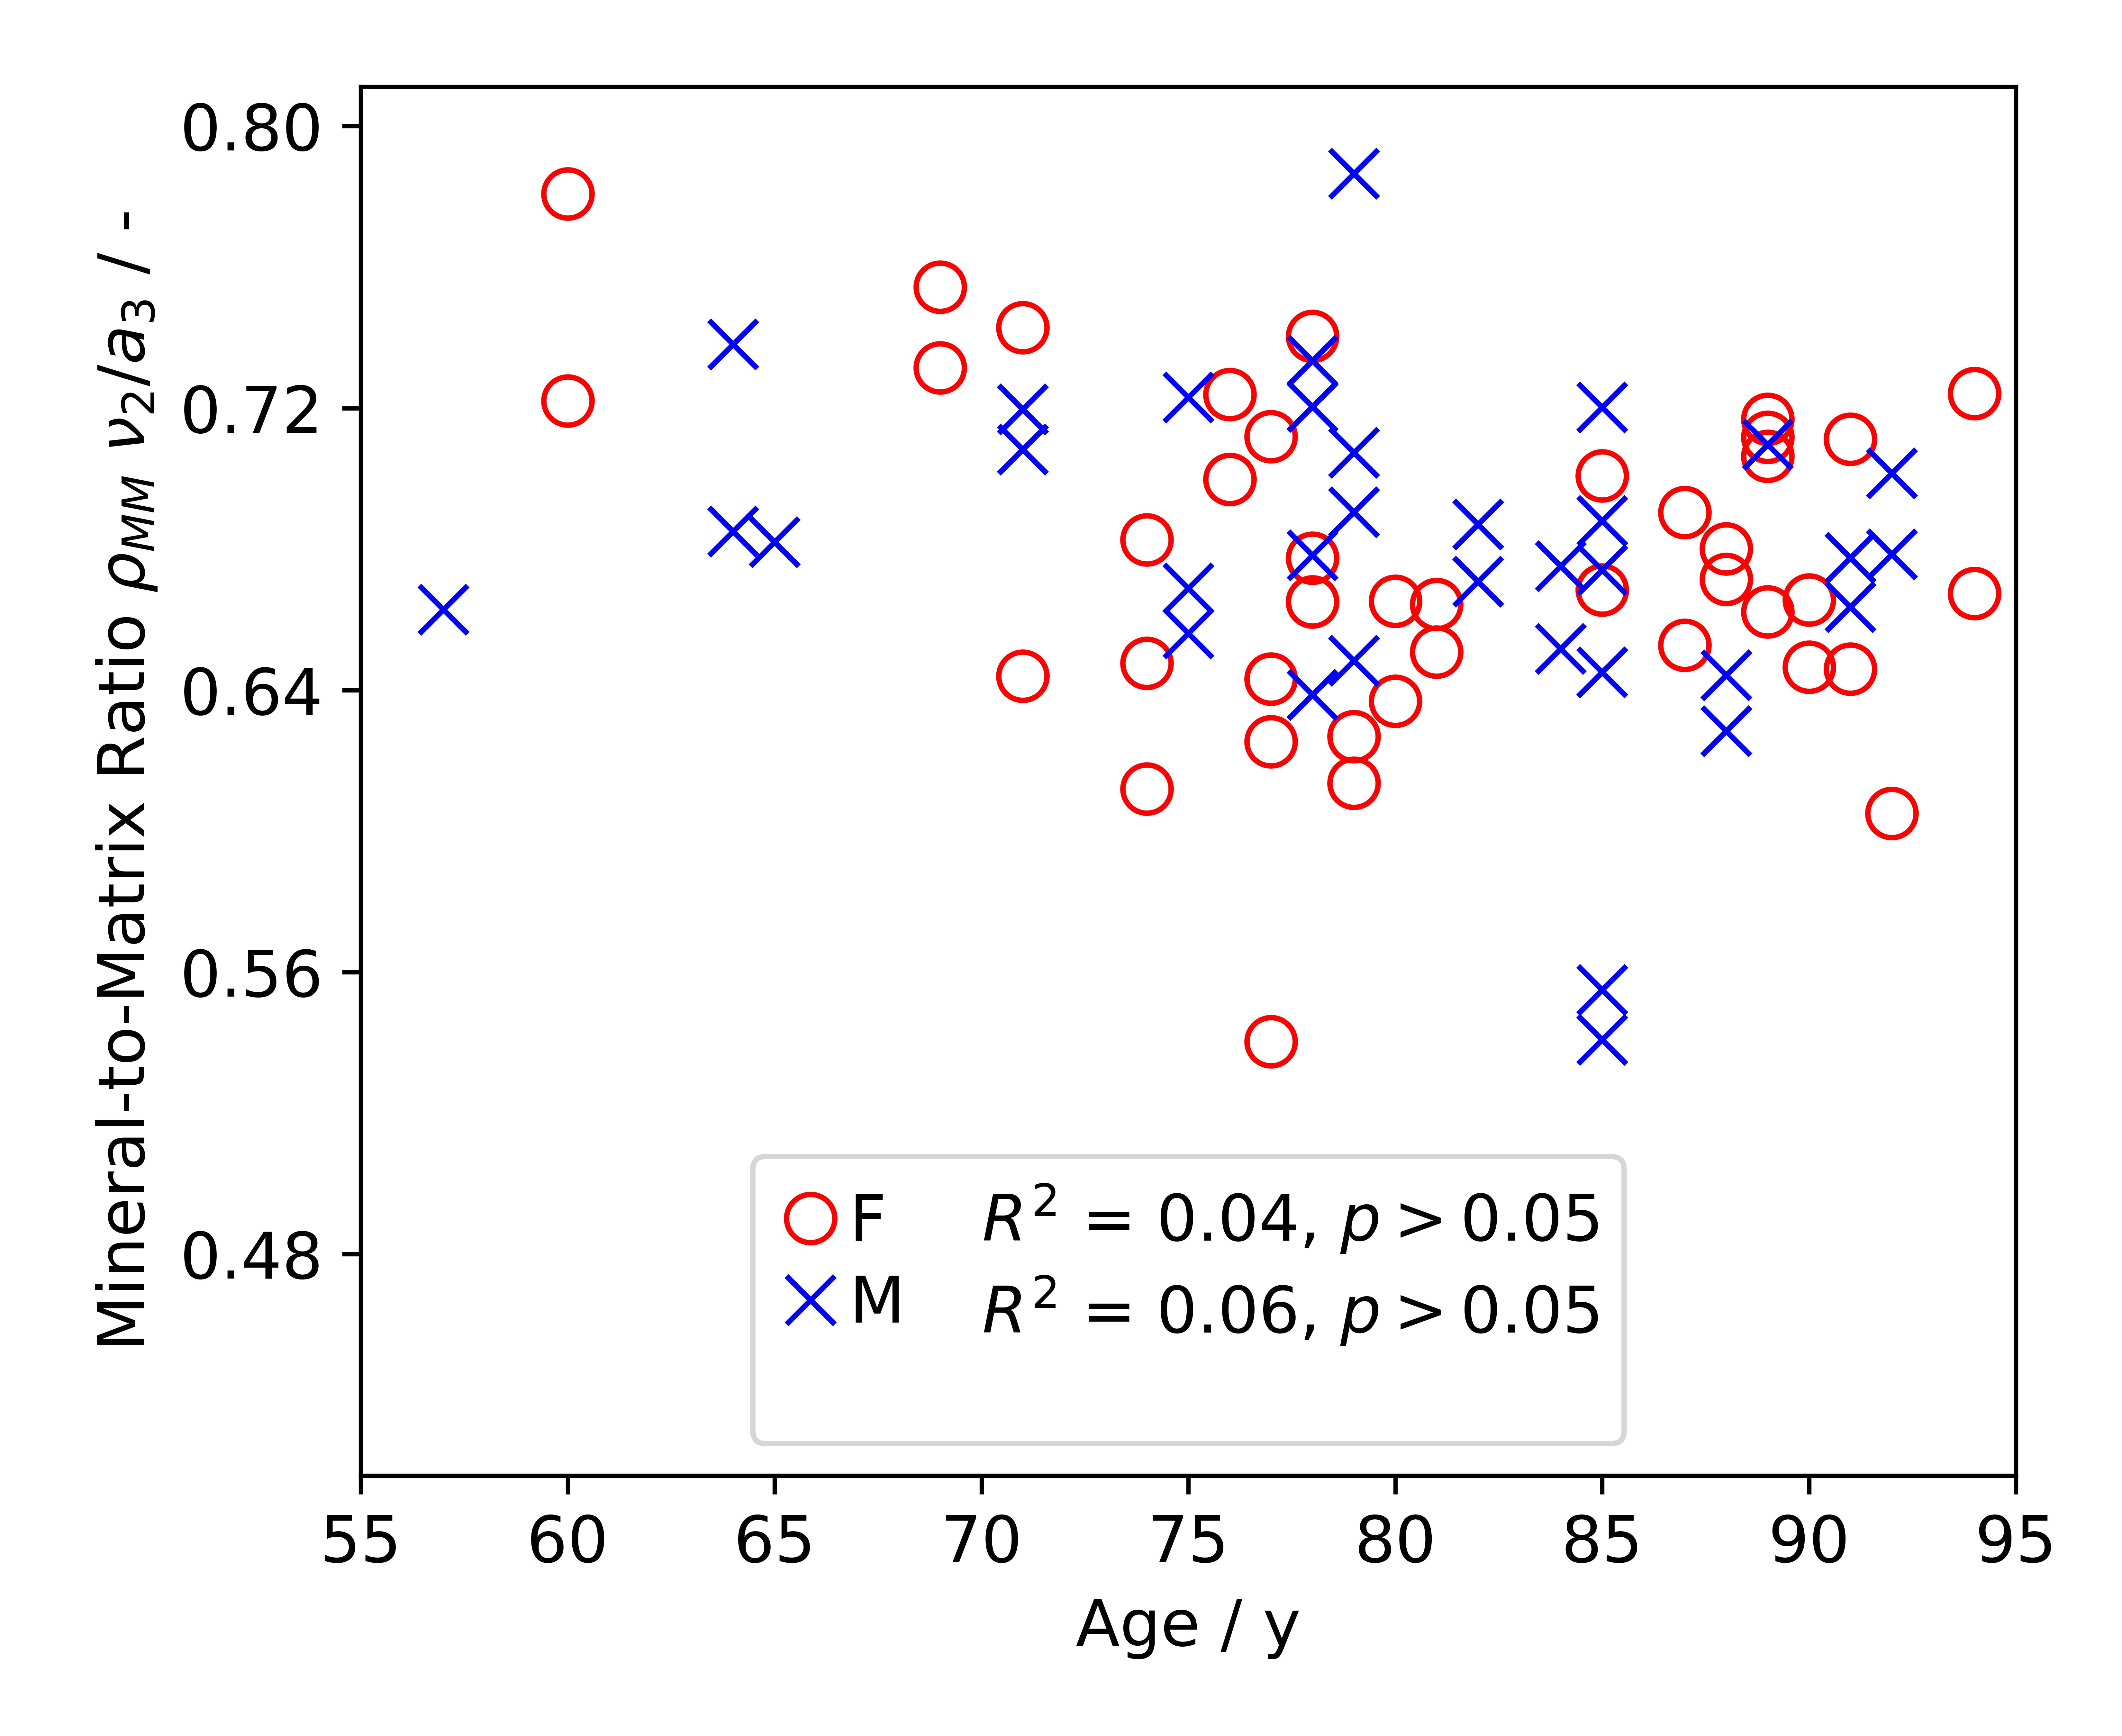 Mineral-to-Matrix Ratio ρMM ν2/a3 / -
0.80
0.72
0.64
0.56
0.48
F R² = 0.04, p > 0.05
M R² = 0.06, p > 0.05
55 60 65 70 75 80 85 90 95
Age / y